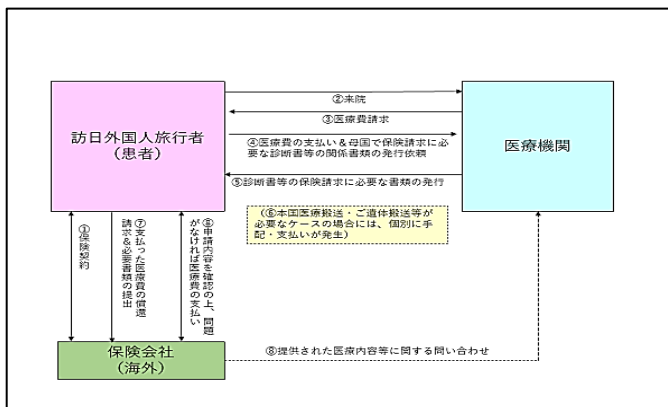 訪日外国人旅行者
(患者)
医療機関
②来院
③医療費請求
④医療費の支払い&母国で保険請求に必
要な診断書等の関係書類の発行依頼
⑤診断書等の保険請求に必要な書類の発行
(⑥本国医療搬送・ご遺体搬送等が
必要なケースの場合には、個別に手
配・支払いが発生)
①保険契約
⑦支払った医療費の償還
請求&必要書類の提出
⑧申請内容を確認の上、問題
がなければ医療費の支払い
保険会社
(海外)
⑧提供された医療内容等に関する問い合わせ